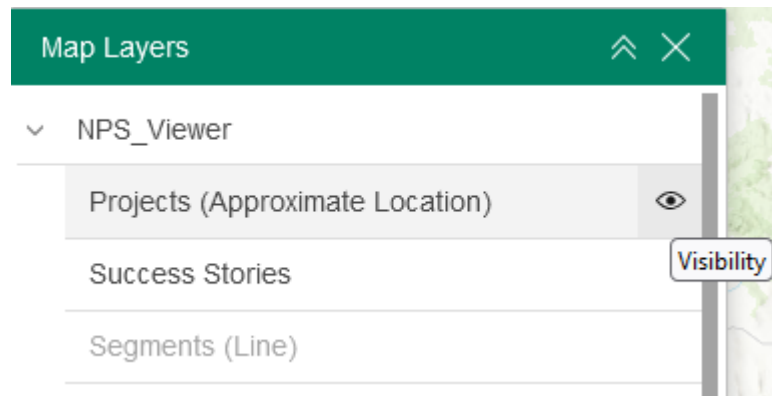 Map Layers
NPS_Viewer
Projects (Approximate Location)
Visibility
Success Stories
Segments (Line)